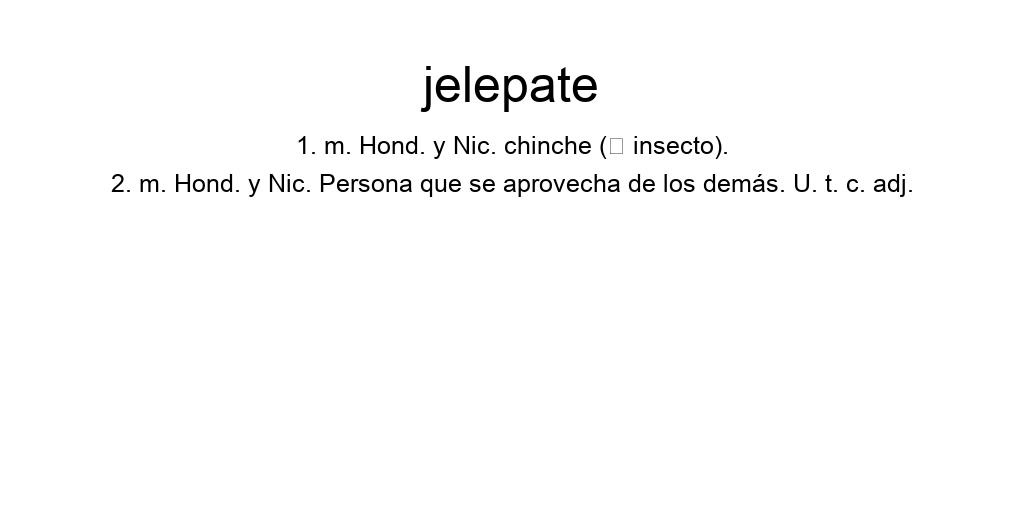 jelepate
1. m. Hond. y Nic. chinche (□ insecto).
2. m. Hond. y Nic. Persona que se aprovecha de los demás. U. t. c. adj.